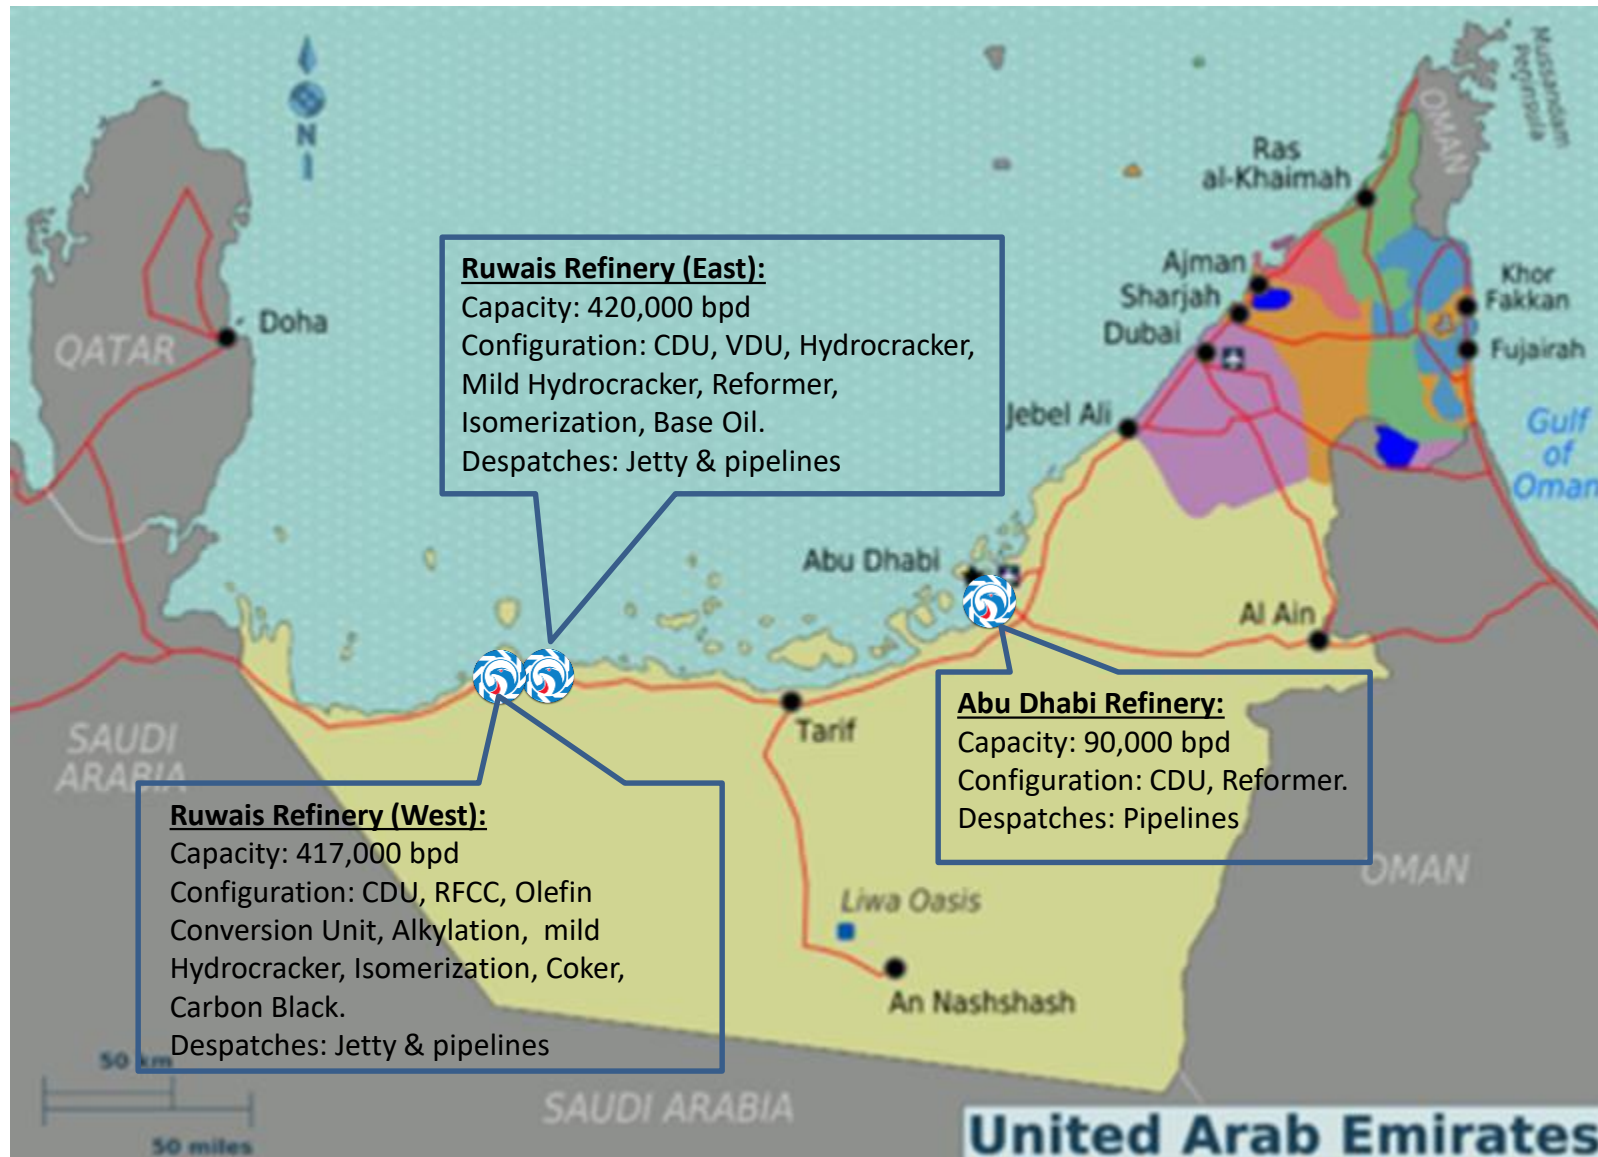 N
Mussandam
Peginsula
OMAN
Ras
al-Khaimah
Ruwais Refinery (East):
Capacity: 420,000 bpd
Configuration: CDU, VDU, Hydrocracker,
Mild Hydrocracker, Reformer,
Isomerization, Base Oil.
Despatches: Jetty & pipelines
Ajman
Sharjah
Dubai
Khor
Fakkan
Fujairah
Doha
QATAR
Jebel Ali
Gulf
of
Oman
Abu Dhabi
Al Ain
SAUDI
ARABIA
Tarif
Abu Dhabi Refinery:
Capacity: 90,000 bpd
Configuration: CDU, Reformer.
Despatches: Pipelines
Ruwais Refinery (West):
Capacity: 417,000 bpd
Configuration: CDU, RFCC, Olefin
Conversion Unit, Alkylation, mild
Hydrocracker, Isomerization, Coker,
Carbon Black.
Despatches: Jetty & pipelines
OMAN
Liwa Oasis
An Nashshash
50 km
50 miles
SAUDI ARABIA
United Arab Emirates